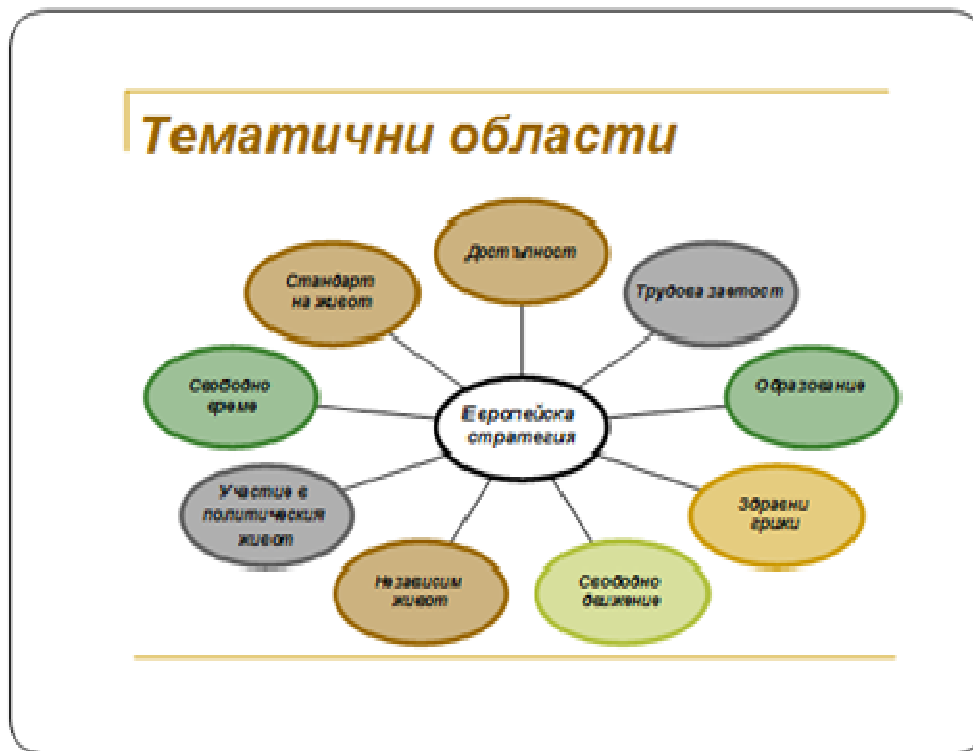 Тематични области
Достъпност
Стандарт
на живот
Трудова заетост
Свободно
време
Образование
Европейска
стратегия
Участие в
политическия
живот
Здравни
грижи
Независим
живот
Свободно
движение